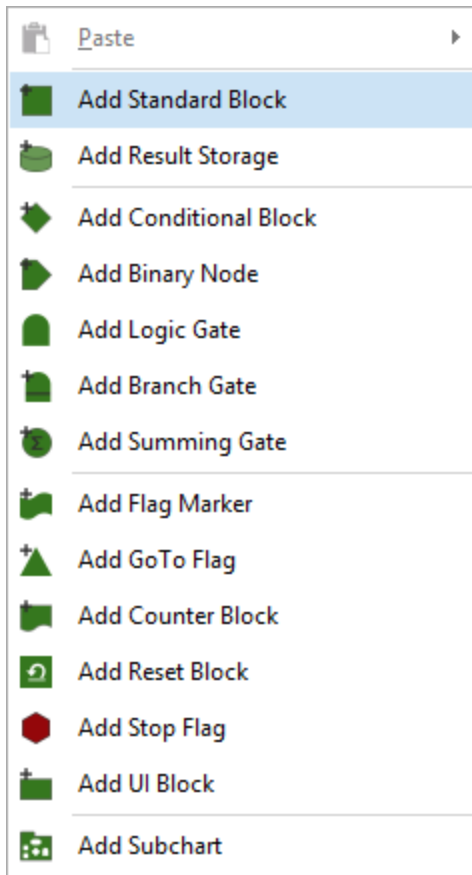 Paste
Add Standard Block
Add Result Storage
Add Conditional Block
Add Binary Node
Add Logic Gate
Add Branch Gate
Add Summing Gate
Add Flag Marker
Add GoTo Flag
Add Counter Block
Add Reset Block
Add Stop Flag
Add UI Block
Add Subchart